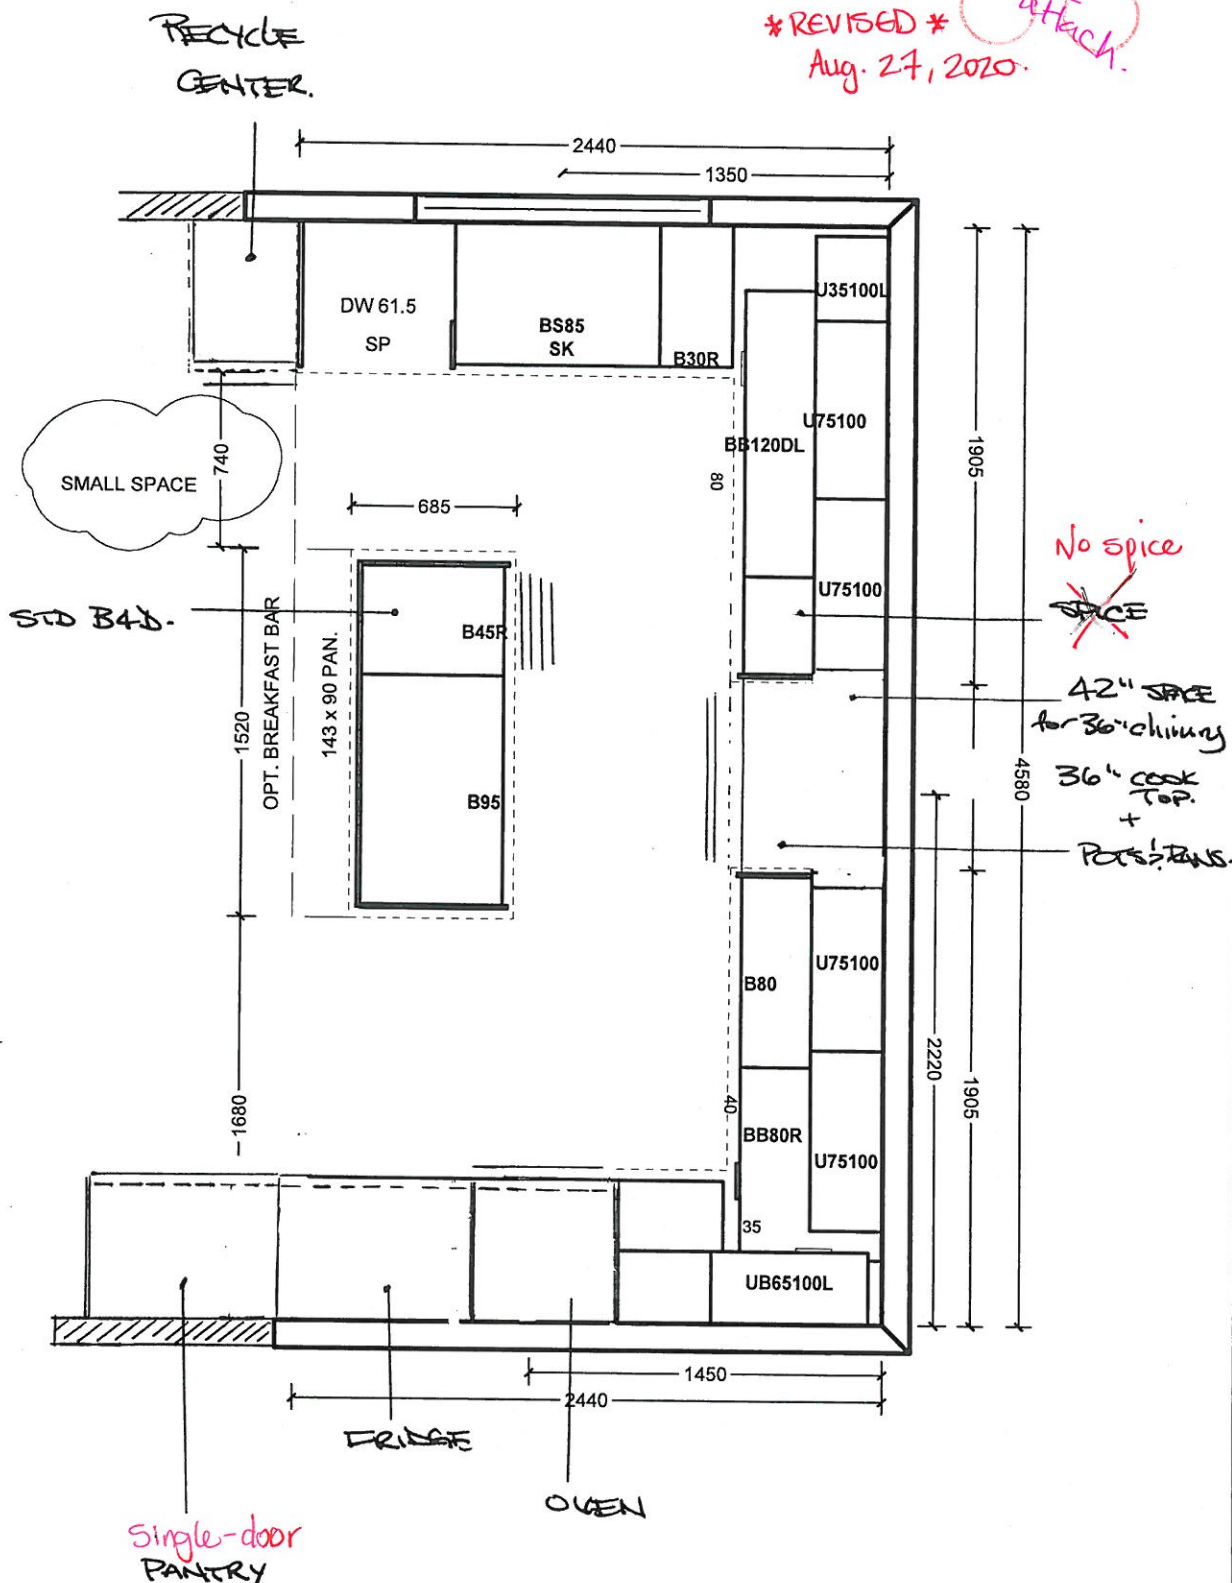 RECYCLE
CENTER.
*REVISED*
Aug. 27, 2020.
attach.
2440
1350
DW 61.5
SP
BS85
SK
B30R
U35100L
BB120DL
U75100
80
1905
740
SMALL SPACE
685
No spice
SPICE
U75100
STD B4D.
B45R
OPT. BREAKFAST BAR
143 x 90 PAN.
1520
42" SPACE
for 36" chimny
36" COOK
TOP.
+
POTS & PANS.
4580
B95
B80
U75100
2220
1905
1680
40
BB80R
U75100
35
UB65100L
1450
2440
FRIDGE
OVEN
Single-door
PANTRY